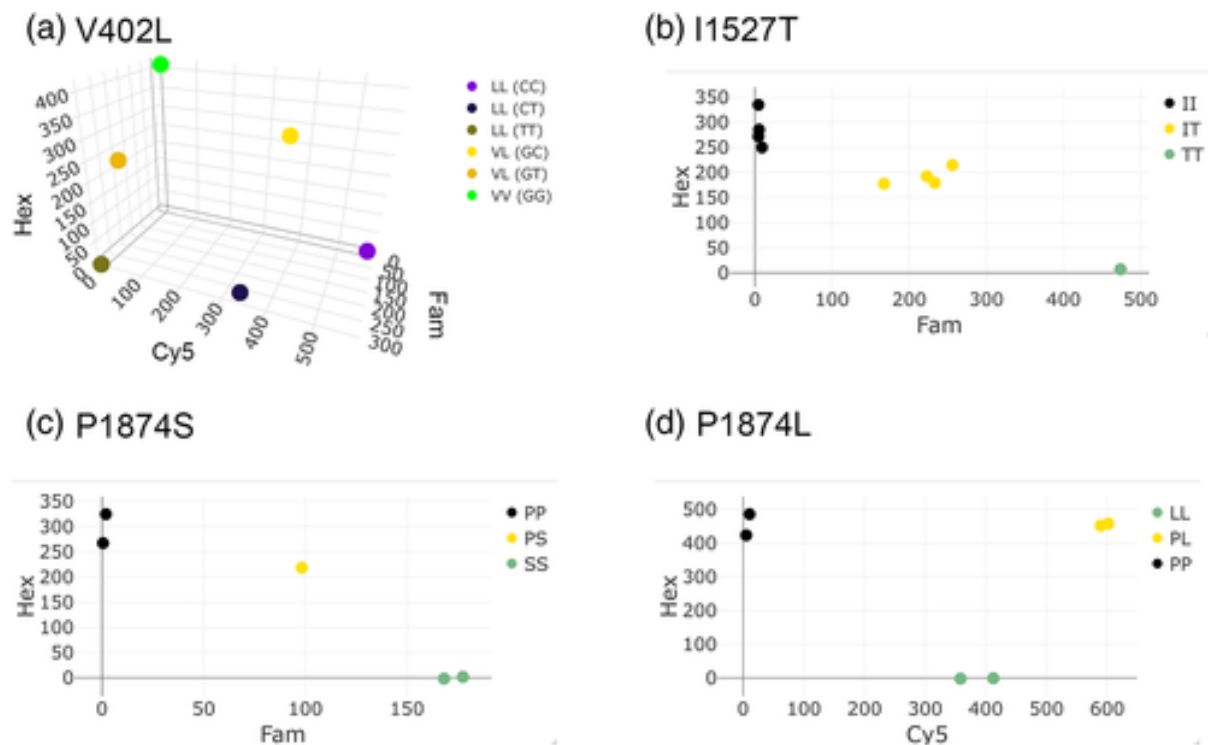 (a) V402L
Hex
400
350
300
250
200
150
100
50
0
0
100
200
300
400
500
Cy5
0
50
100
150
200
250
300
Fam
LL (CC)
LL (CT)
LL (TT)
VL (GC)
VL (GT)
VV (GG)
(b) I1527T
Hex
350
300
250
200
150
100
50
0
0 100 200 300 400 500
Fam
II
IT
TT
(c) P1874S
Hex
350
300
250
200
150
100
50
0
0 50 100 150
Fam
PP
PS
SS
(d) P1874L
Hex
500
400
300
200
100
0
0 100 200 300 400 500 600
Cy5
LL
PL
PP